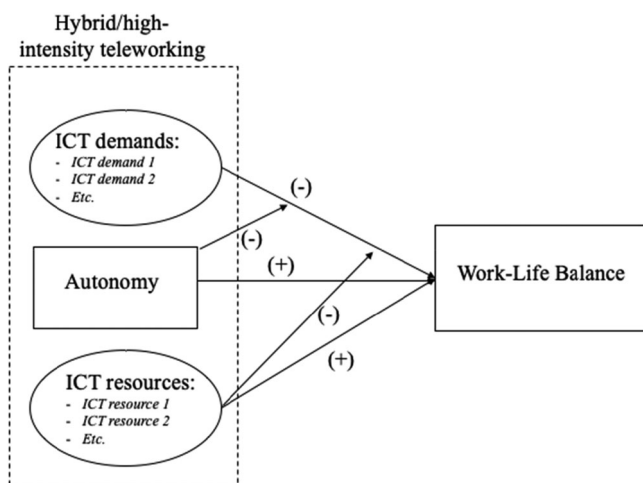 Hybrid/high-
intensity teleworking
ICT demands:
- ICT demand 1
- ICT demand 2
- Etc.
(-)
(-)
Autonomy
(+)
Work-Life Balance
(-)
(+)
ICT resources:
- ICT resource 1
- ICT resource 2
- Etc.